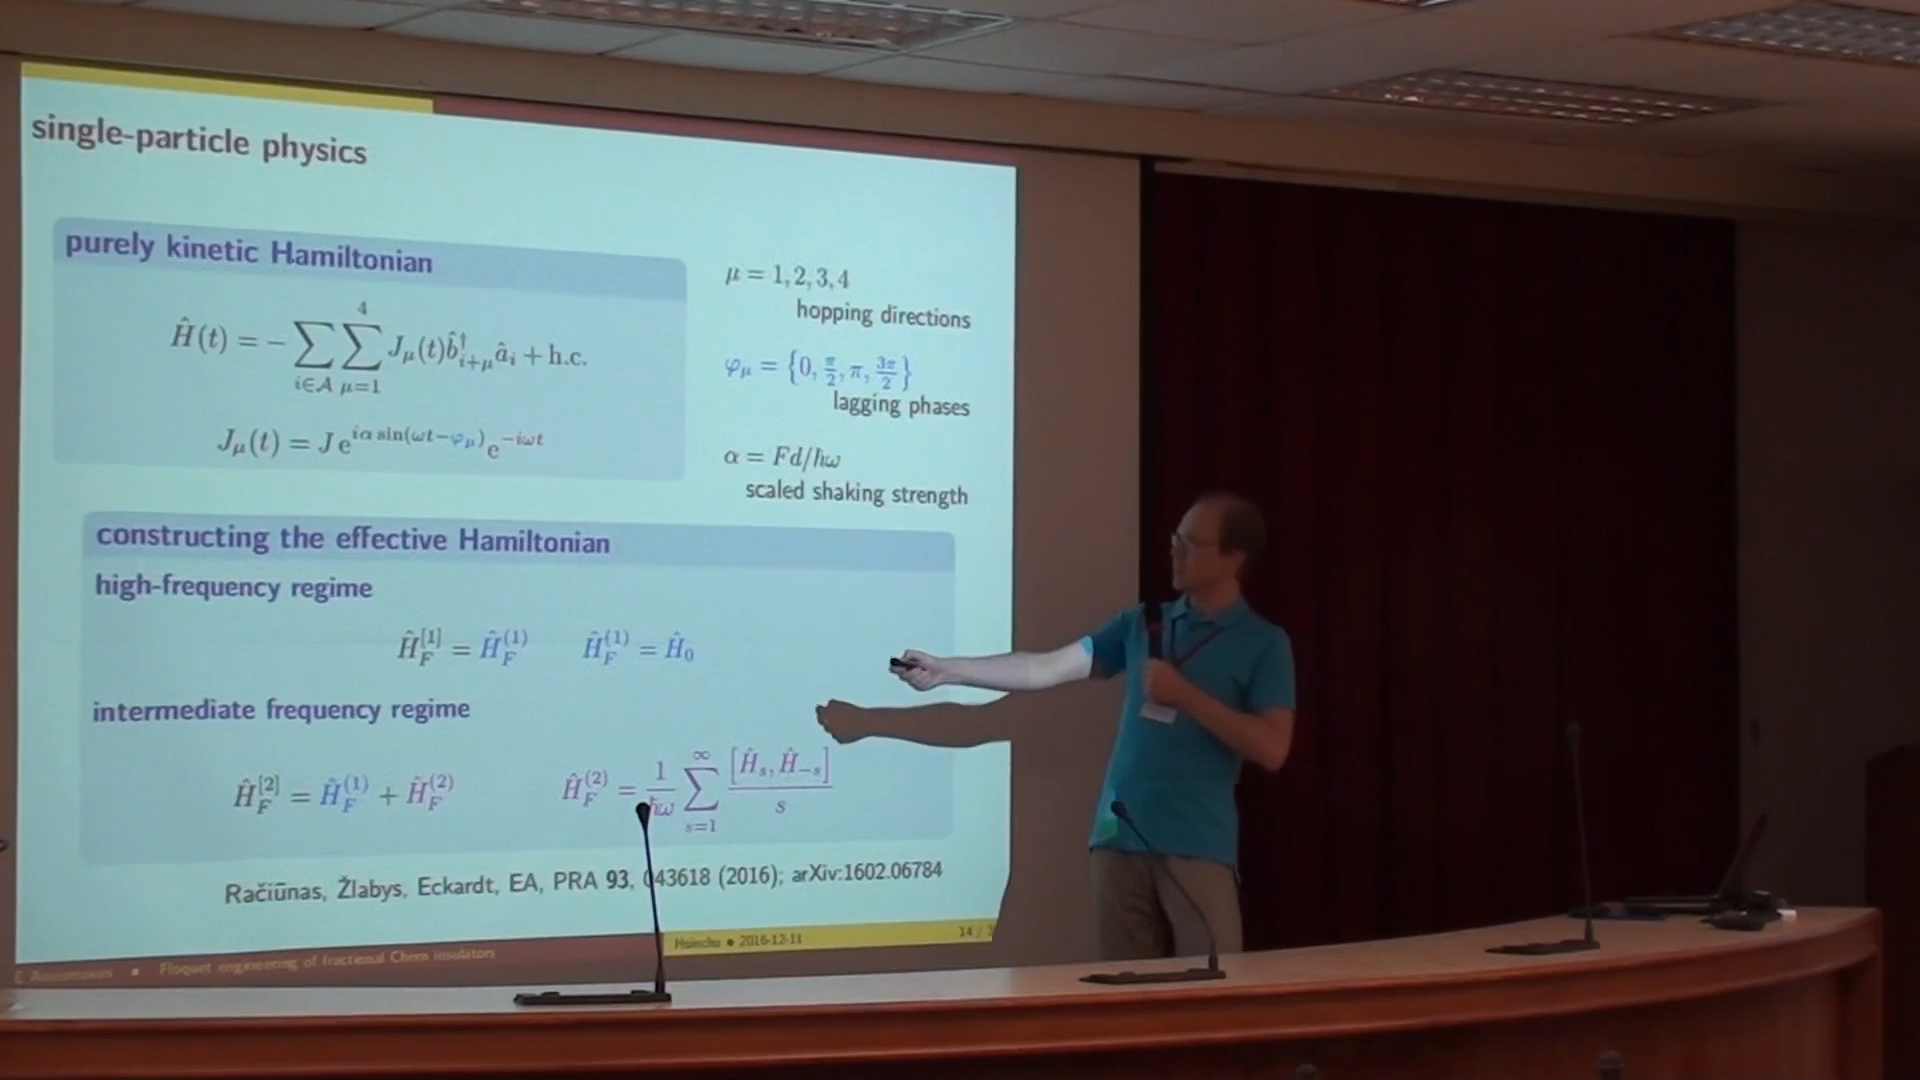 single-particle physics
purely kinetic Hamiltonian
Ĥ(t) = − ∑_{i∈A} ∑_{μ=1}^{4} J_μ(t) b̂†_{i+μ} â_i + h.c.
J_μ(t) = J e^{iα sin(ωt−φ_μ)} e^{−iωt}
μ = 1, 2, 3, 4
hopping directions
φ_μ = {0, π/2, π, 3π/2}
lagging phases
α = Fd/ħω
scaled shaking strength
constructing the effective Hamiltonian
high-frequency regime
Ĥ_F^{[1]} = Ĥ_F^{(1)} Ĥ_F^{(1)} = Ĥ_0
intermediate frequency regime
Ĥ_F^{[2]} = Ĥ_F^{(1)} + Ĥ_F^{(2)} Ĥ_F^{(2)} = 1/ħω ∑_{s=1}^{∞} [Ĥ_s, Ĥ_{−s}]/s
Račiūnas, Žlabys, Eckardt, EA, PRA 93, 043618 (2016); arXiv:1602.06784
Floquet engineering of fractional Chern insulators
Hsinchu • 2016-12-11
14 /